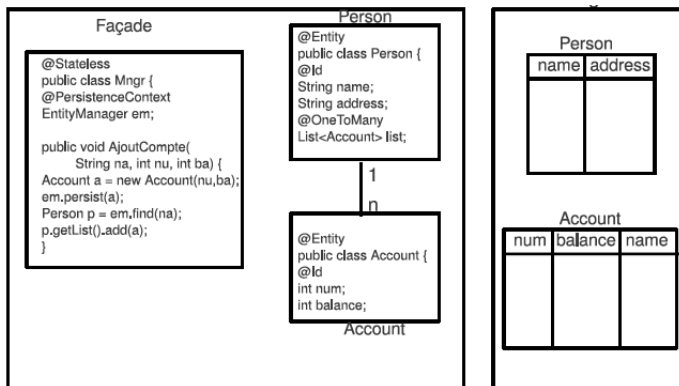 Façade
@Stateless
public class Mngr {
@PersistenceContext
EntityManager em;
public void AjoutCompte(
String na, int nu, int ba) {
Account a = new Account(nu,ba);
em.persist(a);
Person p = em.find(na);
p.getList().add(a);
}
Person
@Entity
public class Person {
@Id
String name;
String address;
@OneToMany
List<Account> list;
1
n
@Entity
public class Account {
@Id
int num;
int balance;
Account
Person
name address
Account
num balance name